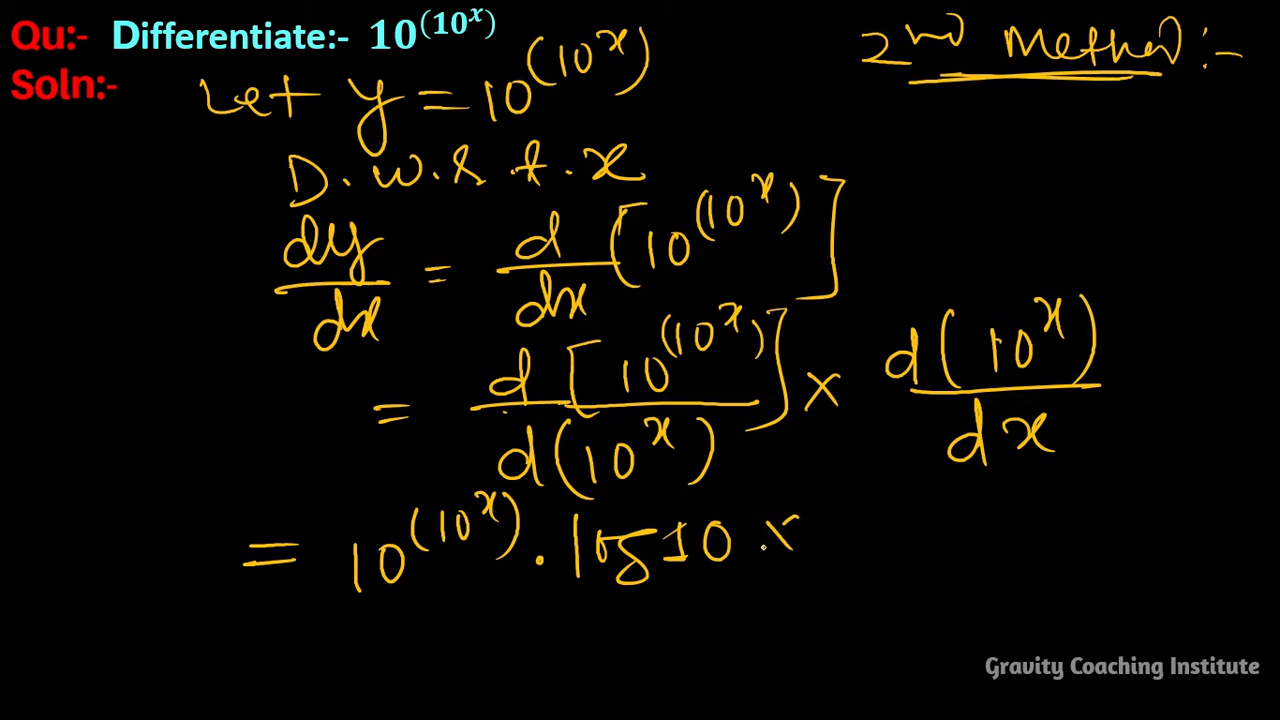 Qu:- Differentiate:- 10^(10^x)
2nd Method:-
Soln:- Let y = 10^(10^x)
D.w.r.t.x
dy/dx = d/dx [10^(10^x)]
= d[10^(10^x)]/d(10^x) × d(10^x)/dx
= 10^(10^x) . log10 ×
Gravity Coaching Institute